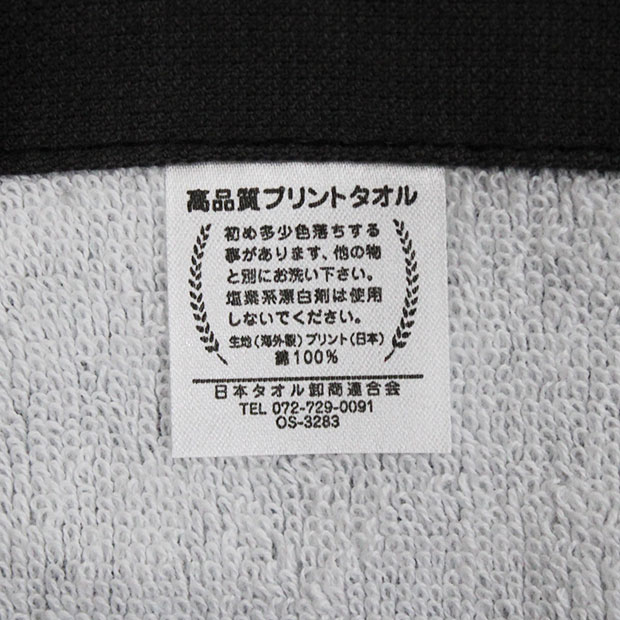 高品質プリントタオル
初め多少色落ちする
事があります、他の物
と別にお洗い下さい。
塩素系漂白剤は使用
しないでください。
生地(海外製)プリント(日本)
綿100%
日本タオル卸商連合会
TEL 072-729-0091
OS-3283